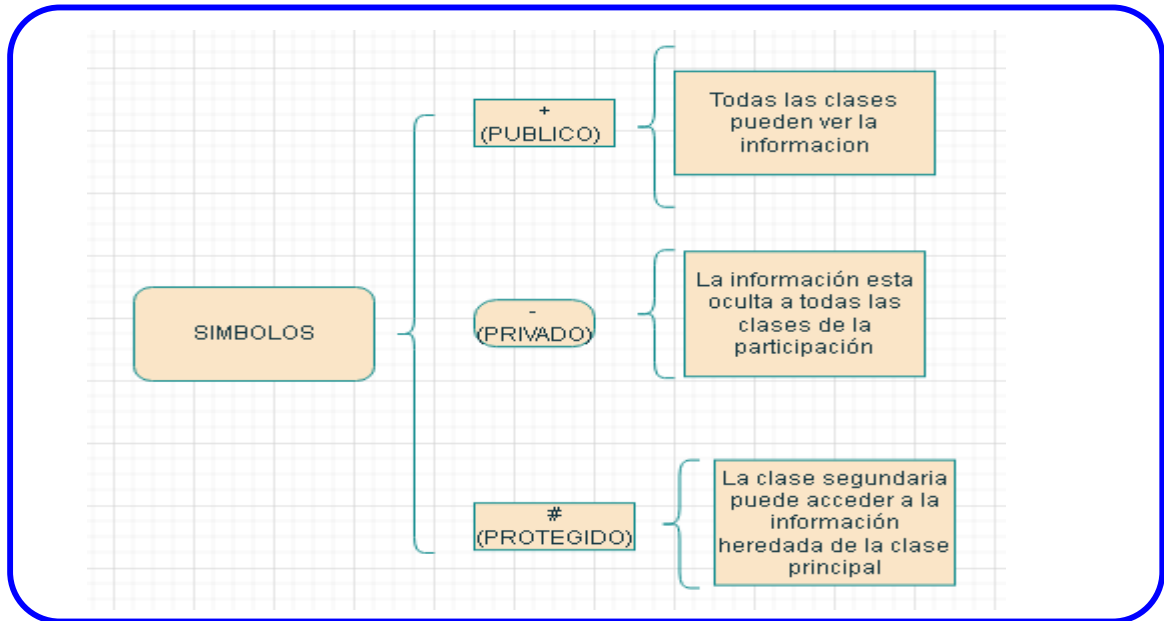 SIMBOLOS
+
(PUBLICO)
Todas las clases
pueden ver la
informacion
-
(PRIVADO)
La información esta
oculta a todas las
clases de la
participación
#
(PROTEGIDO)
La clase segundaria
puede acceder a la
información
heredada de la clase
principal